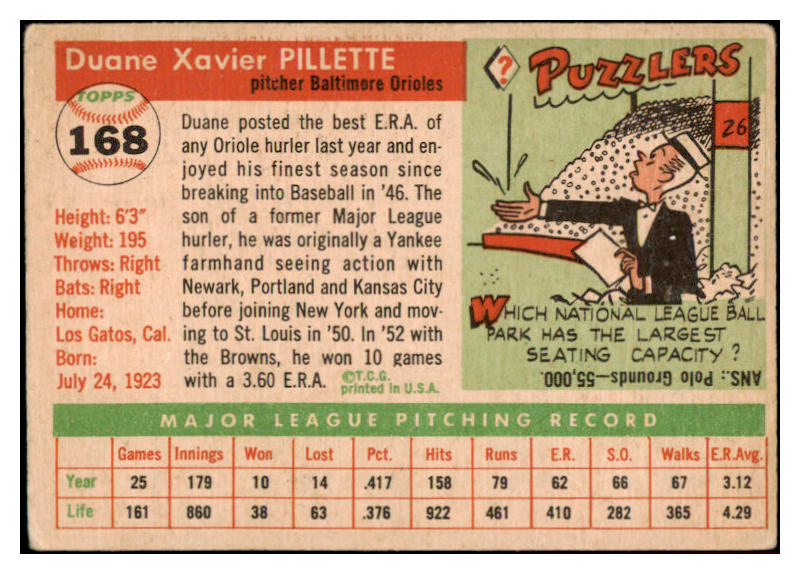 Duane Xavier PILLETTE
pitcher Baltimore Orioles
TOPPS
168
Height: 6'3"
Weight: 195
Throws: Right
Bats: Right
Home:
Los Gatos, Cal.
Born:
July 24, 1923
Duane posted the best E.R.A. of
any Oriole hurler last year and en-
joyed his finest season since
breaking into Baseball in '46. The
son of a former Major League
hurler, he was originally a Yankee
farmhand seeing action with
Newark, Portland and Kansas City
before joining New York and mov-
ing to St. Louis in '50. In '52 with
the Browns, he won 10 games
with a 3.60 E.R.A.
©T.C.G.
printed in U.S.A.
? PUZZLERS
26
WHICH NATIONAL LEAGUE BALL
PARK HAS THE LARGEST
SEATING CAPACITY ?
ANS.: Polo Grounds—55,000.
MAJOR LEAGUE PITCHING RECORD
Games Innings Won Lost Pct. Hits Runs E.R. S.O. Walks E.R.Avg.
Year 25 179 10 14 .417 158 79 62 66 67 3.12
Life 161 860 38 63 .376 922 461 410 282 365 4.29